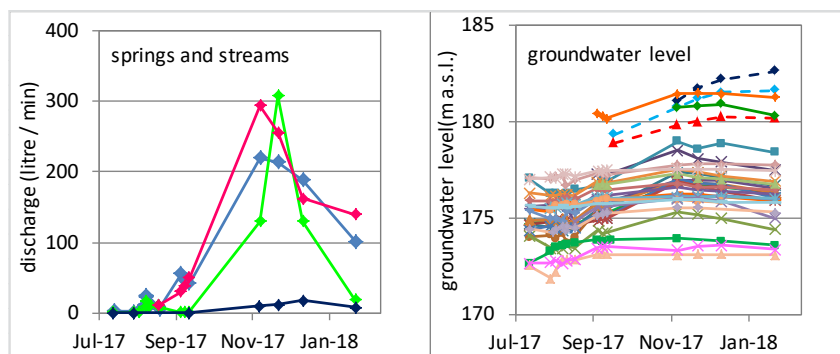 400
300
200
100
0
discharge (litre / min)
springs and streams
Jul-17 Sep-17 Nov-17 Jan-18
185
180
175
170
groundwater level(m a.s.l.)
groundwater level
Jul-17 Sep-17 Nov-17 Jan-18